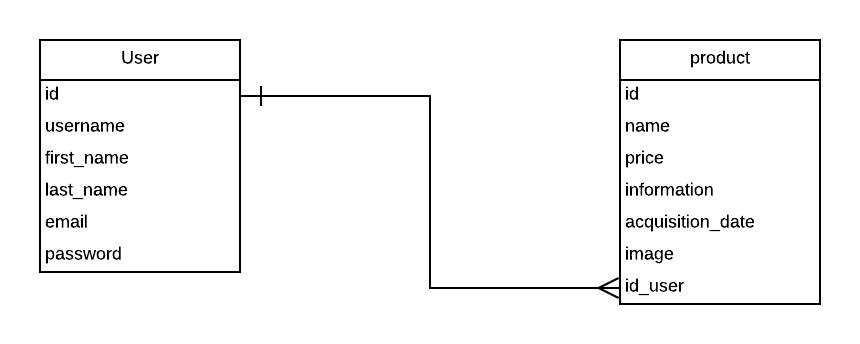 User
id
username
first_name
last_name
email
password
product
id
name
price
information
acquisition_date
image
id_user